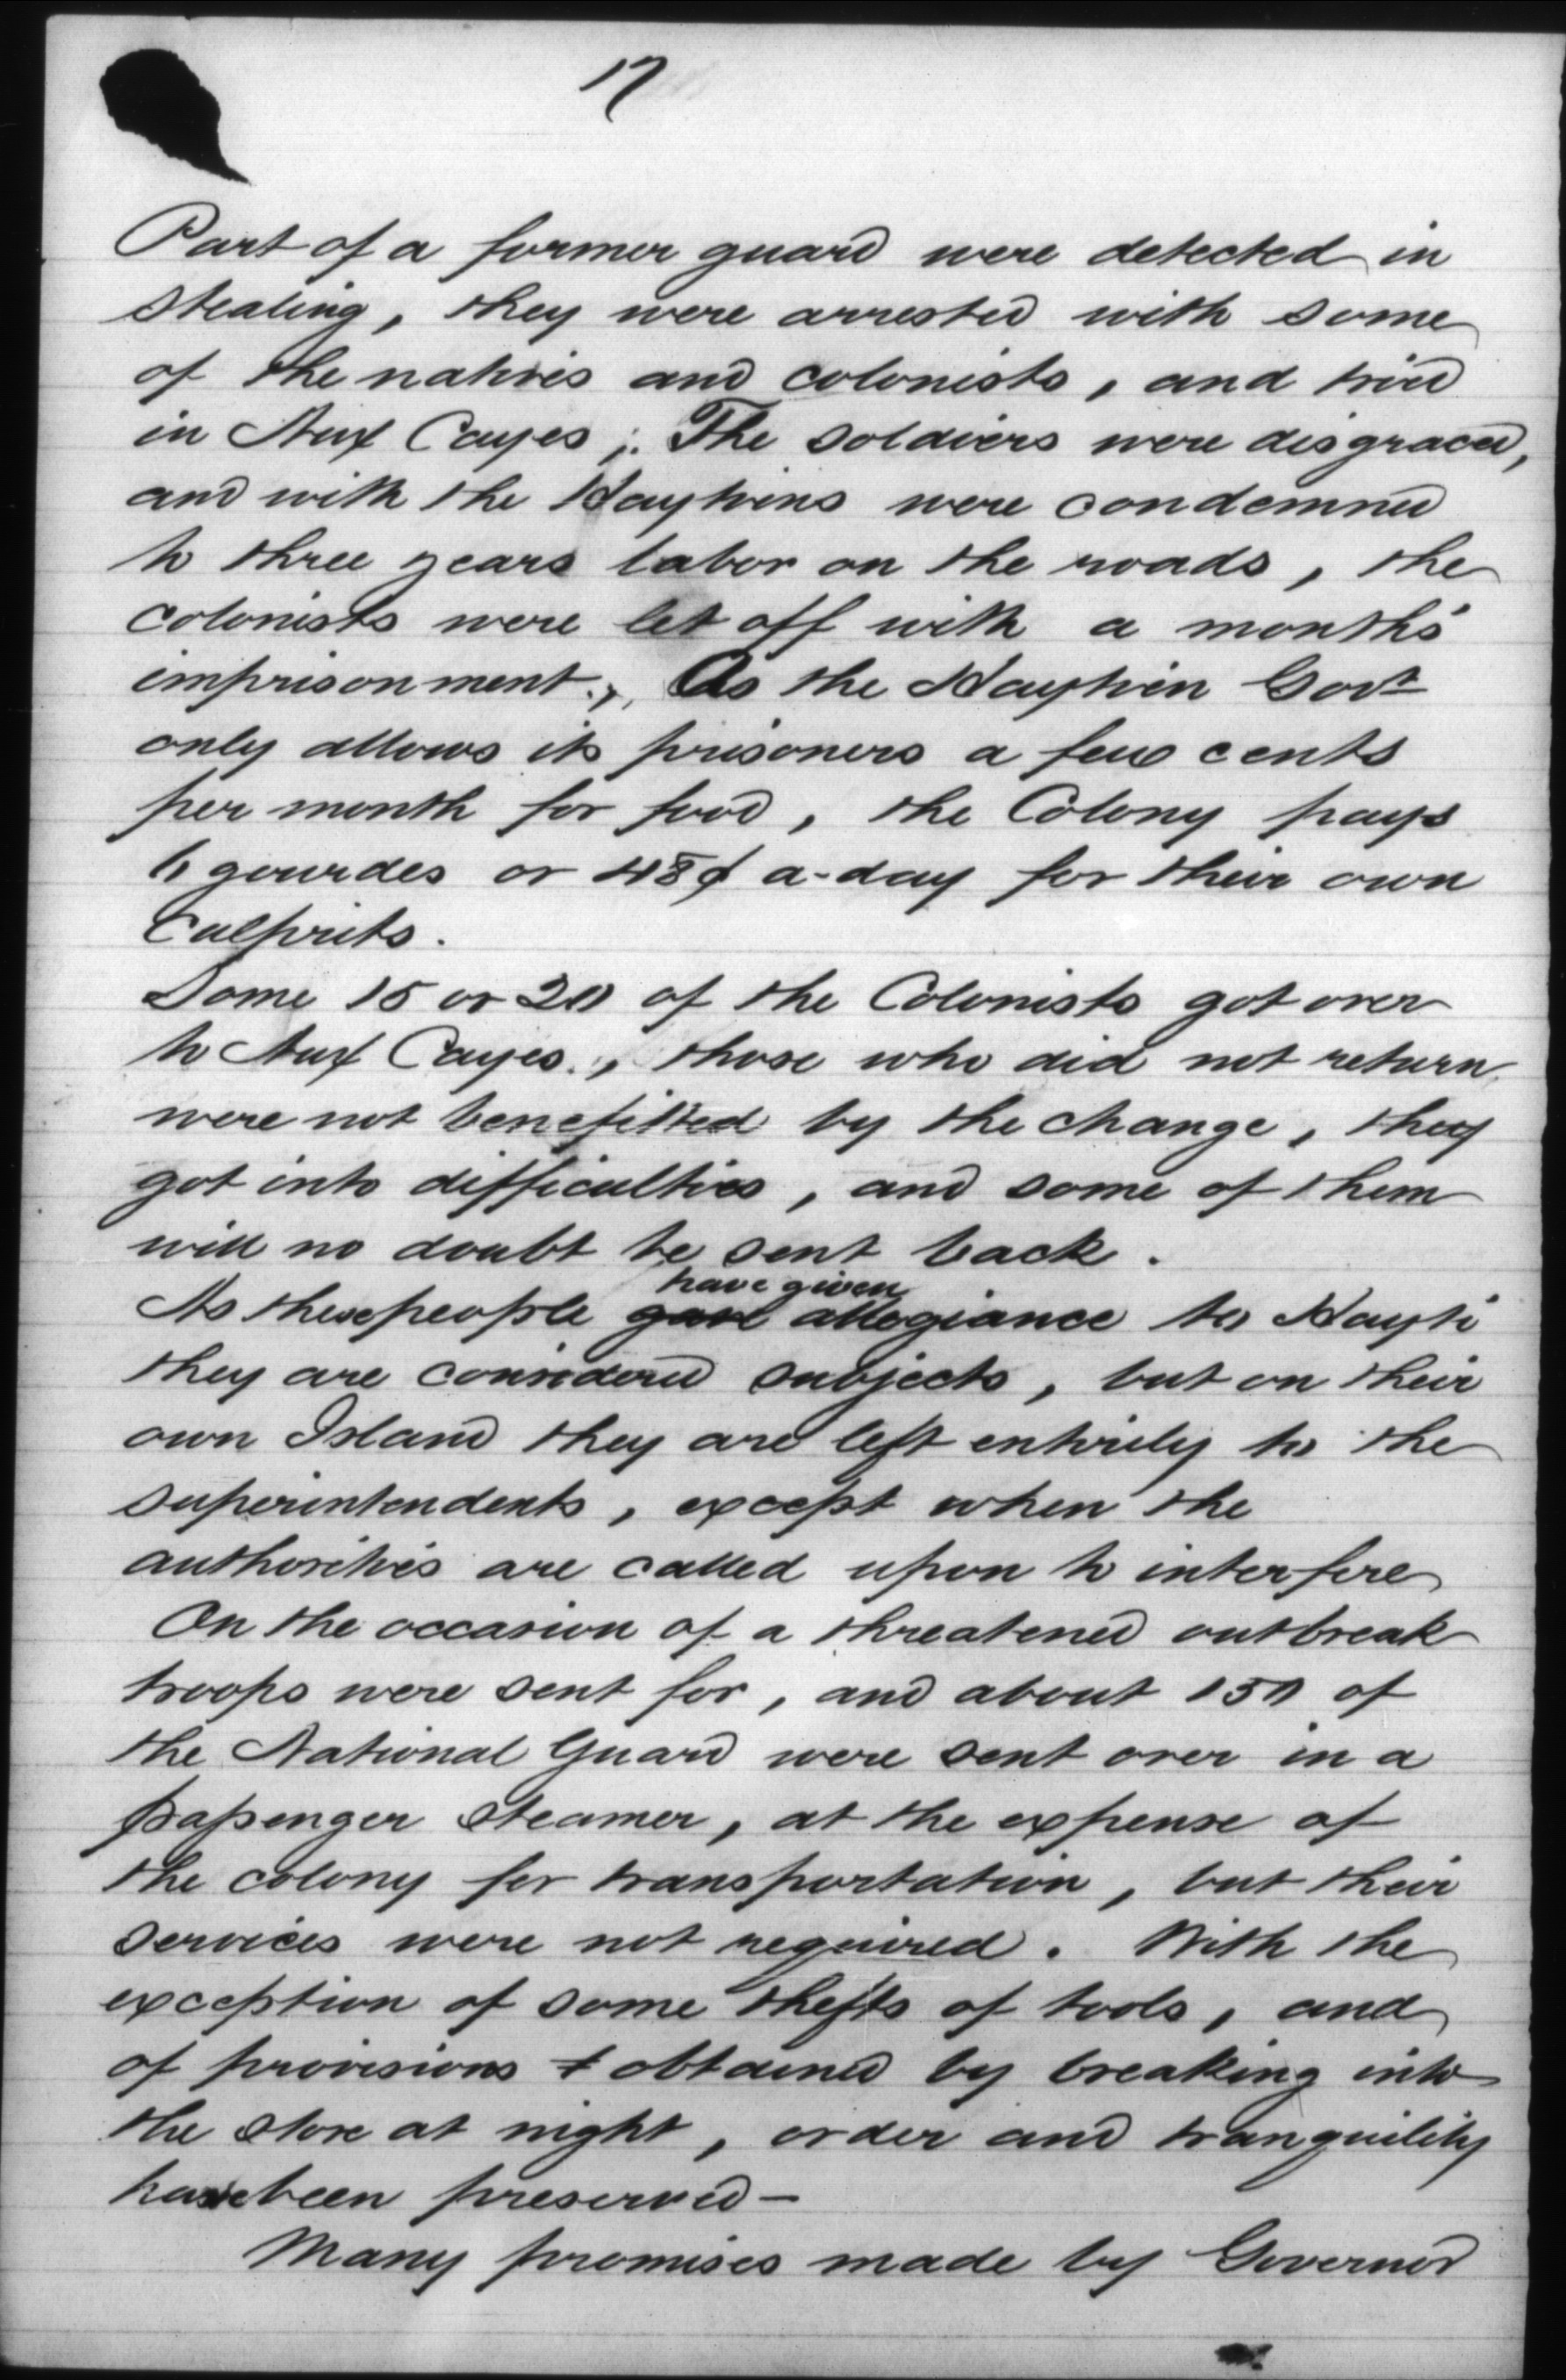 17
Part of a former guard were detected in
stealing, they were arrested with some
of the natives and colonists, and tried
in Aux Cayes; The soldiers were disgraced,
and with the Haytiens were condemned
to three years labor on the roads, the
colonists were let off with a month's
imprisonment., As the Haytien Govt
only allows its prisoners a few cents
per month for food, the Colony pays
6 gourdes or 48¢ a-day for their own
culprits.
Some 15 or 20 of the Colonists got over
to Aux Cayes., those who did not return
were not benefitted by the change, they
got into difficulties, and some of them
will no doubt be sent back.
have given
As these people gave allegiance to Hayti
they are considered subjects, but on their
own Island they are left entirely to the
superintendents, except when the
authorities are called upon to interfere
On the occasion of a threatened outbreak
troops were sent for, and about 150 of
the National Guard were sent over in a
passenger steamer, at the expense of
the colony for transportation, but their
services were not required. With the
exception of some thefts of tools, and
of provisions obtained by breaking into
the store at night, order and tranquility
have been preserved—
Many promises made by Governor